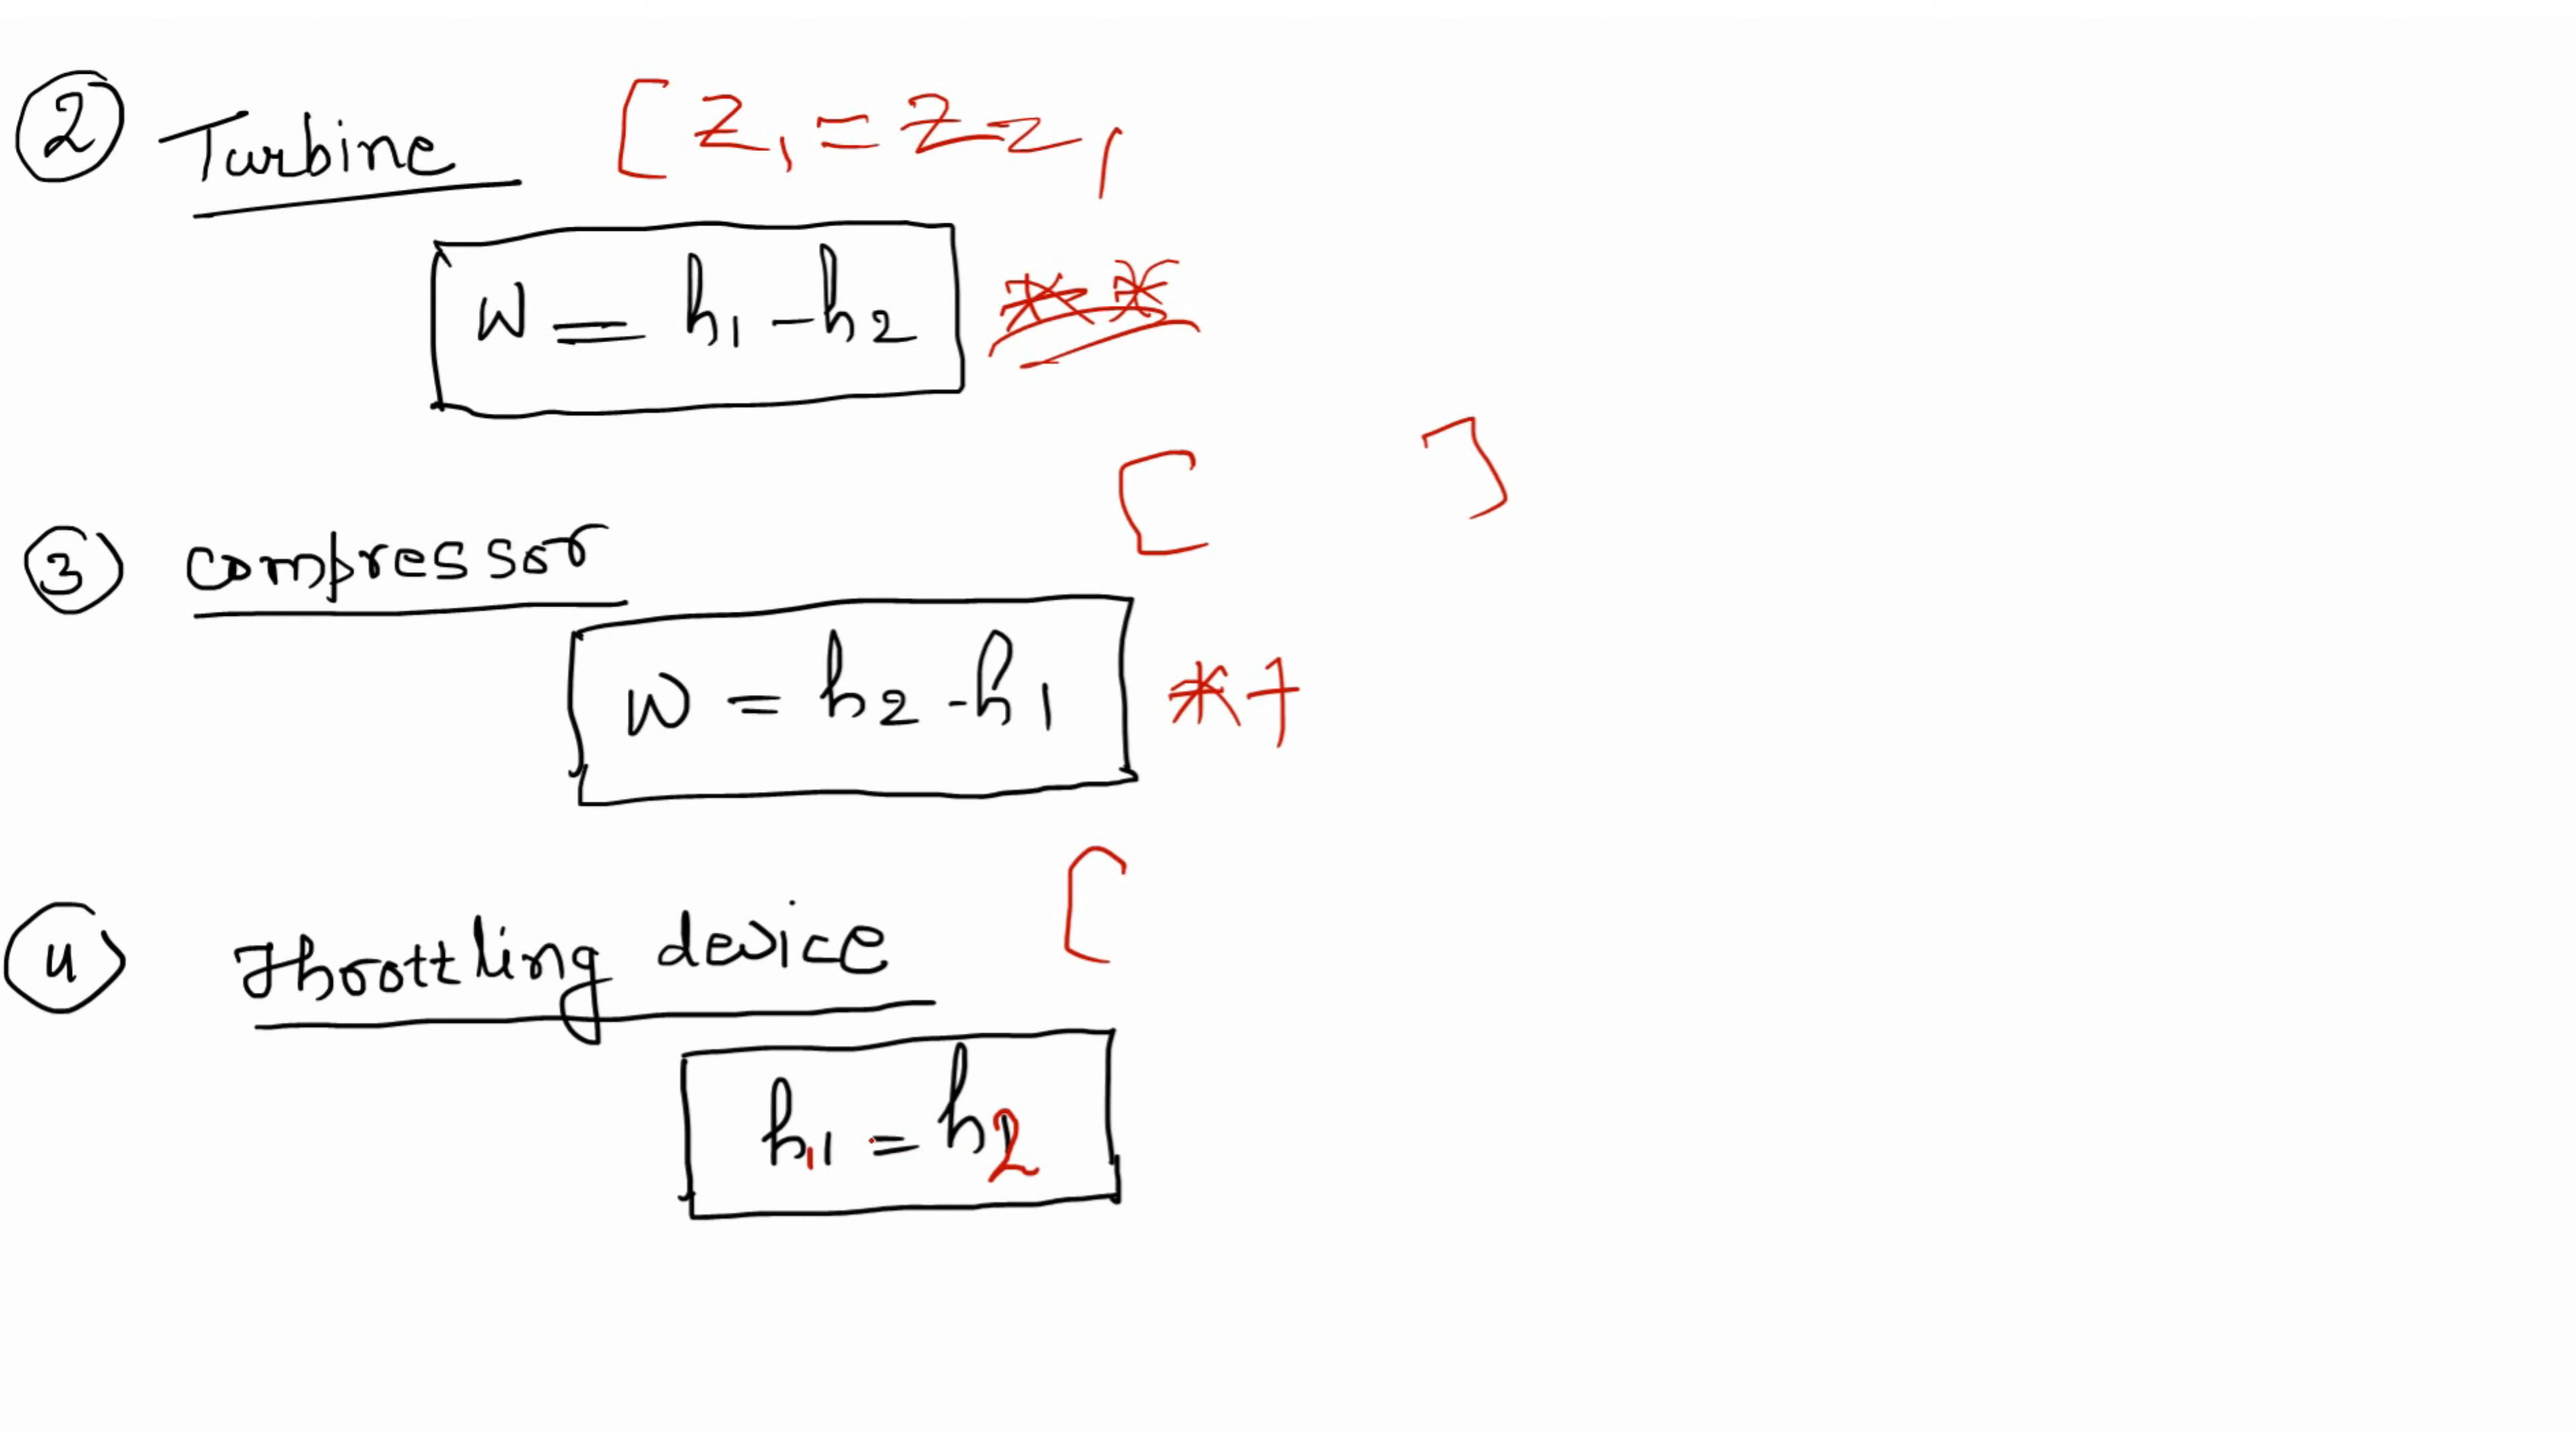 ② Turbine [ Z₁ = Z₂,
W = h₁ - h₂ **
[ ]
③ compressor
W = h₂ - h₁ *+
④ Throttling device [
h₁ = h₂